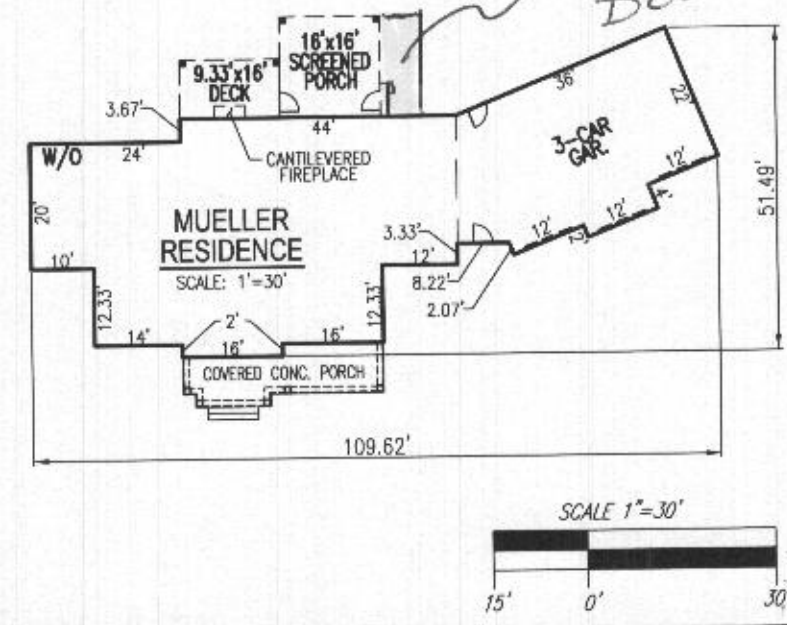 16'x16'
SCREENED
PORCH
9.33'x16'
DECK
3.67'
44'
36'
22'
3-CAR
GAR.
12'
4'
W/O
24'
CANTILEVERED
FIREPLACE
51.49'
20'
MUELLER
RESIDENCE
SCALE: 1'=30'
3.33'
12'
12'
2'
12'
8.22'
2.07'
10'
12.33'
12.33'
14'
2'
16'
16'
COVERED CONC. PORCH
109.62'
SCALE 1"=30'
15' 0' 30'